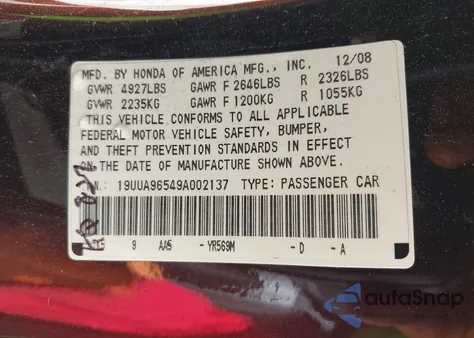 MFD. BY HONDA OF AMERICA MFG., INC. 12/08
GVWR 4927LBS GAWR F 2646LBS R 2326LBS
GVWR 2235KG GAWR F 1200KG R 1055KG
THIS VEHICLE CONFORMS TO ALL APPLICABLE
FEDERAL MOTOR VEHICLE SAFETY, BUMPER,
AND THEFT PREVENTION STANDARDS IN EFFECT
ON THE DATE OF MANUFACTURE SHOWN ABOVE.
.N.: 19UUA96549A002137 TYPE: PASSENGER CAR
9 AA5 -YR569M -D -A
autoSnap